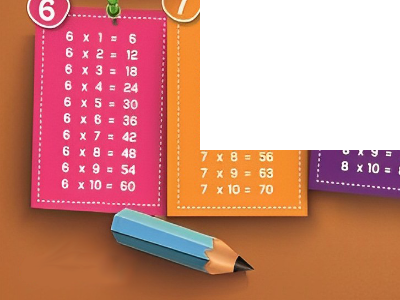 6
6 x 1 = 6
6 x 2 = 12
6 x 3 = 18
6 x 4 = 24
6 x 5 = 30
6 x 6 = 36
6 x 7 = 42
6 x 8 = 48
6 x 9 = 54
6 x 10 = 60
7
7 x 8 = 56
7 x 9 = 63
7 x 10 = 70
8 x 9 =
8 x 10 =